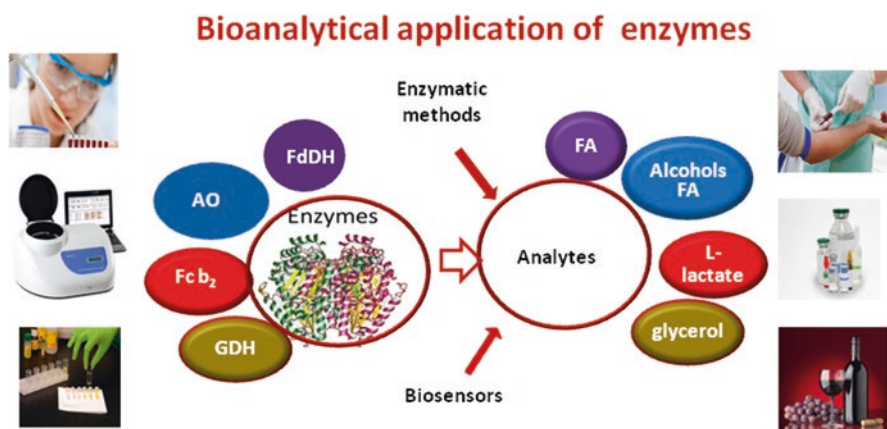 Bioanalytical application of enzymes
Enzymatic
methods
FdDH
FA
AO
Alcohols
FA
Enzymes
Analytes
Fc b₂
L-
lactate
GDH
glycerol
Biosensors